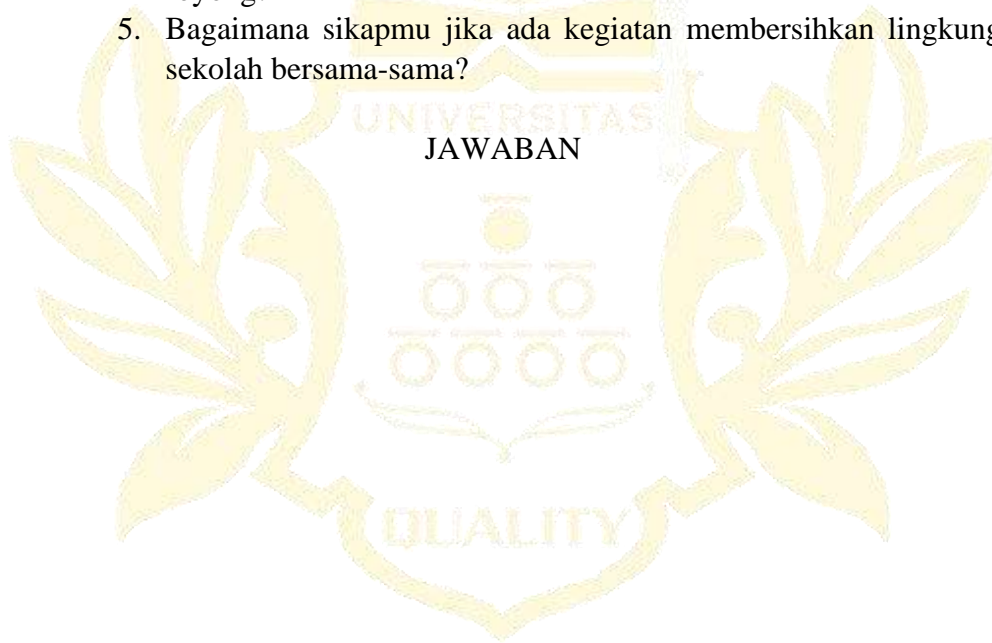 5. Bagaimana sikapmu jika ada kegiatan membersihkan lingkung
sekolah bersama-sama?
UNIVERSITAS
JAWABAN
QUALITY